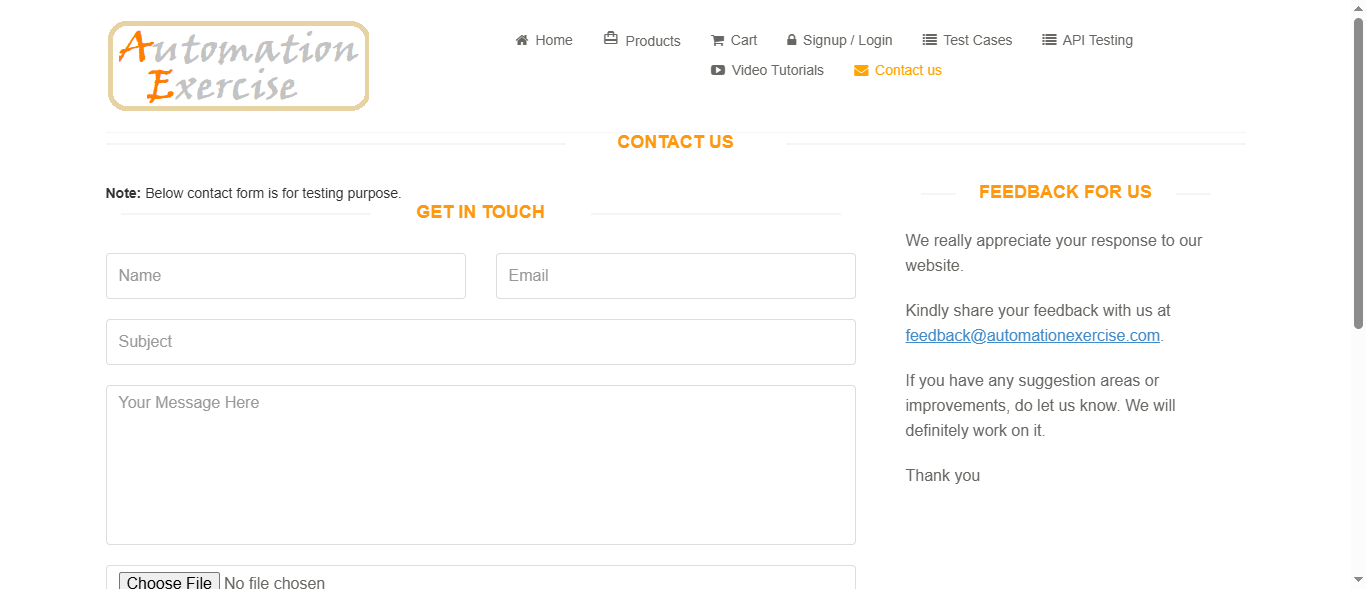 Automation
Exercise
Home Products Cart Signup / Login Test Cases API Testing
Video Tutorials Contact us
CONTACT US
Note: Below contact form is for testing purpose.
GET IN TOUCH
Name Email
Subject
Your Message Here
Choose File No file chosen
FEEDBACK FOR US
We really appreciate your response to our
website.
Kindly share your feedback with us at
feedback@automationexercise.com.
If you have any suggestion areas or
improvements, do let us know. We will
definitely work on it.
Thank you